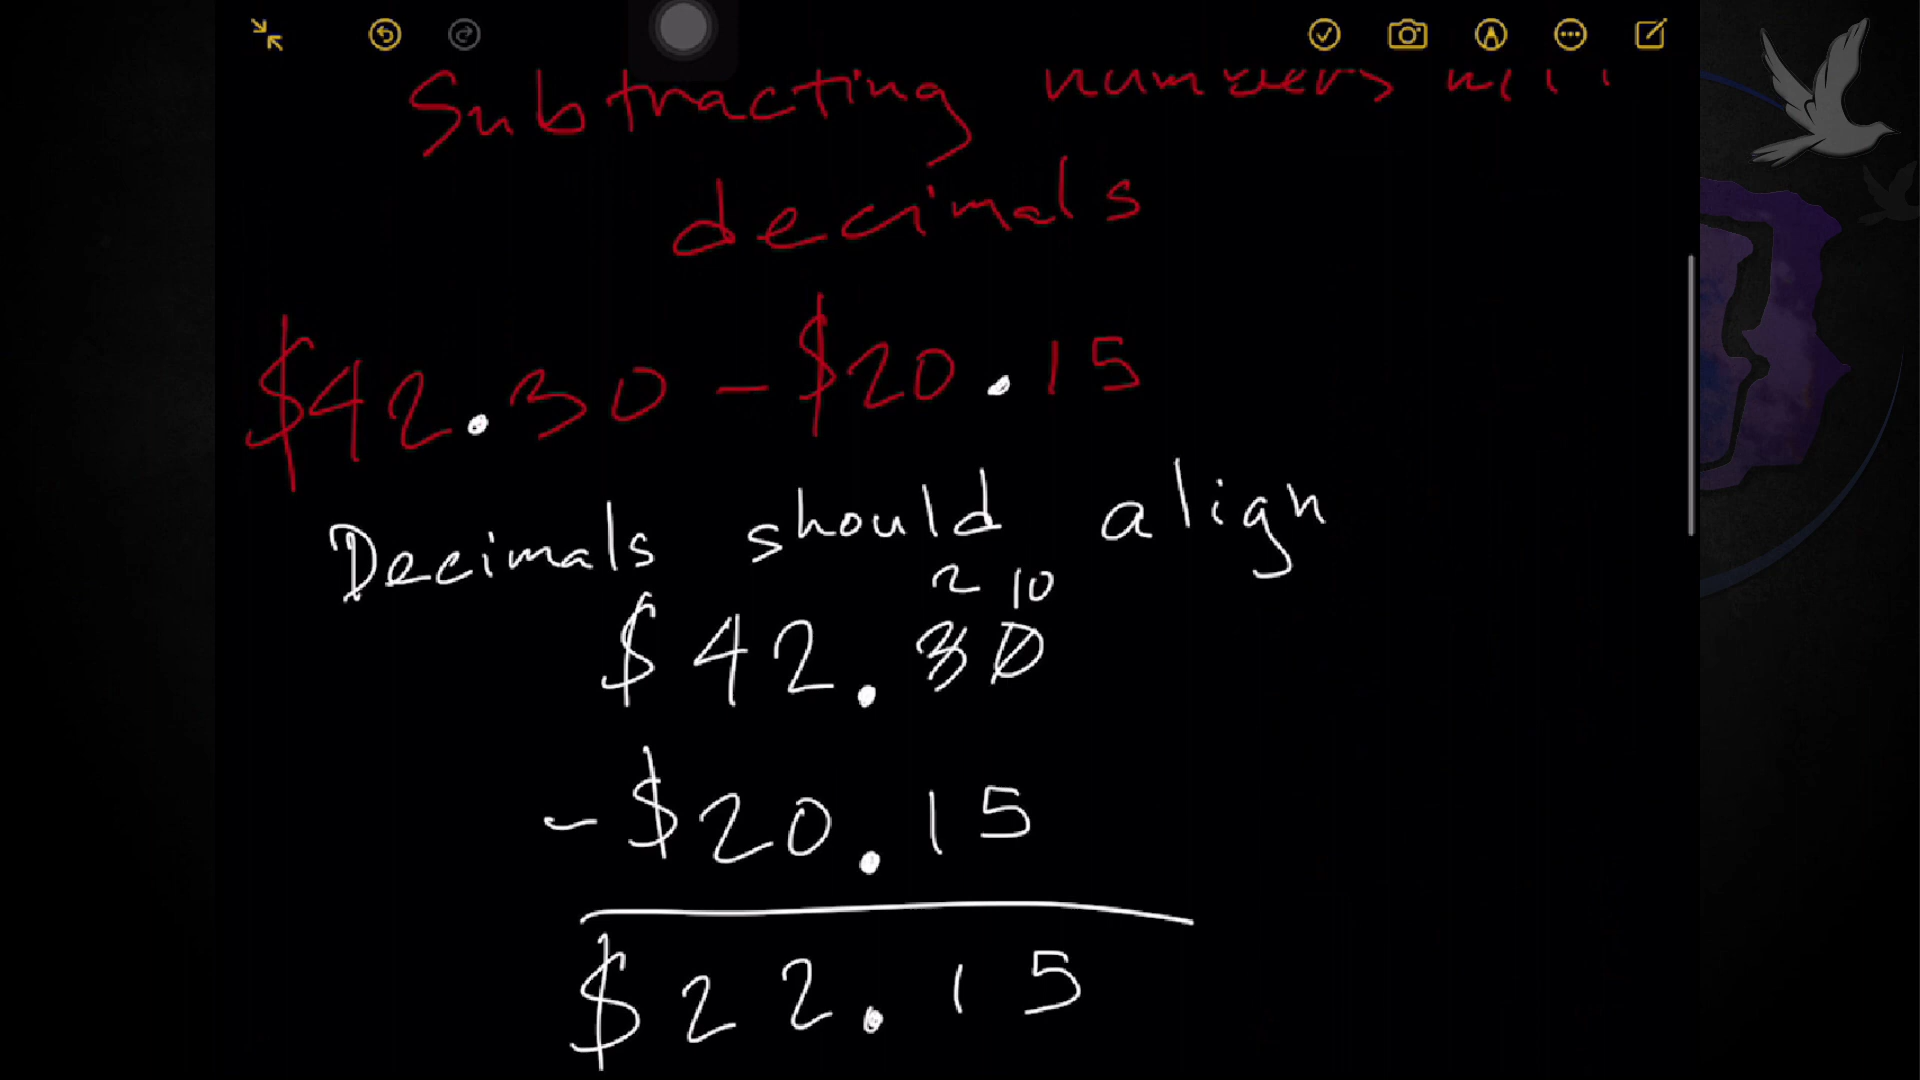 Subtracting numbers
decimals
$42.30 - $20.15
Decimals should align
2 10
$42.30
- $20.15
$22.15